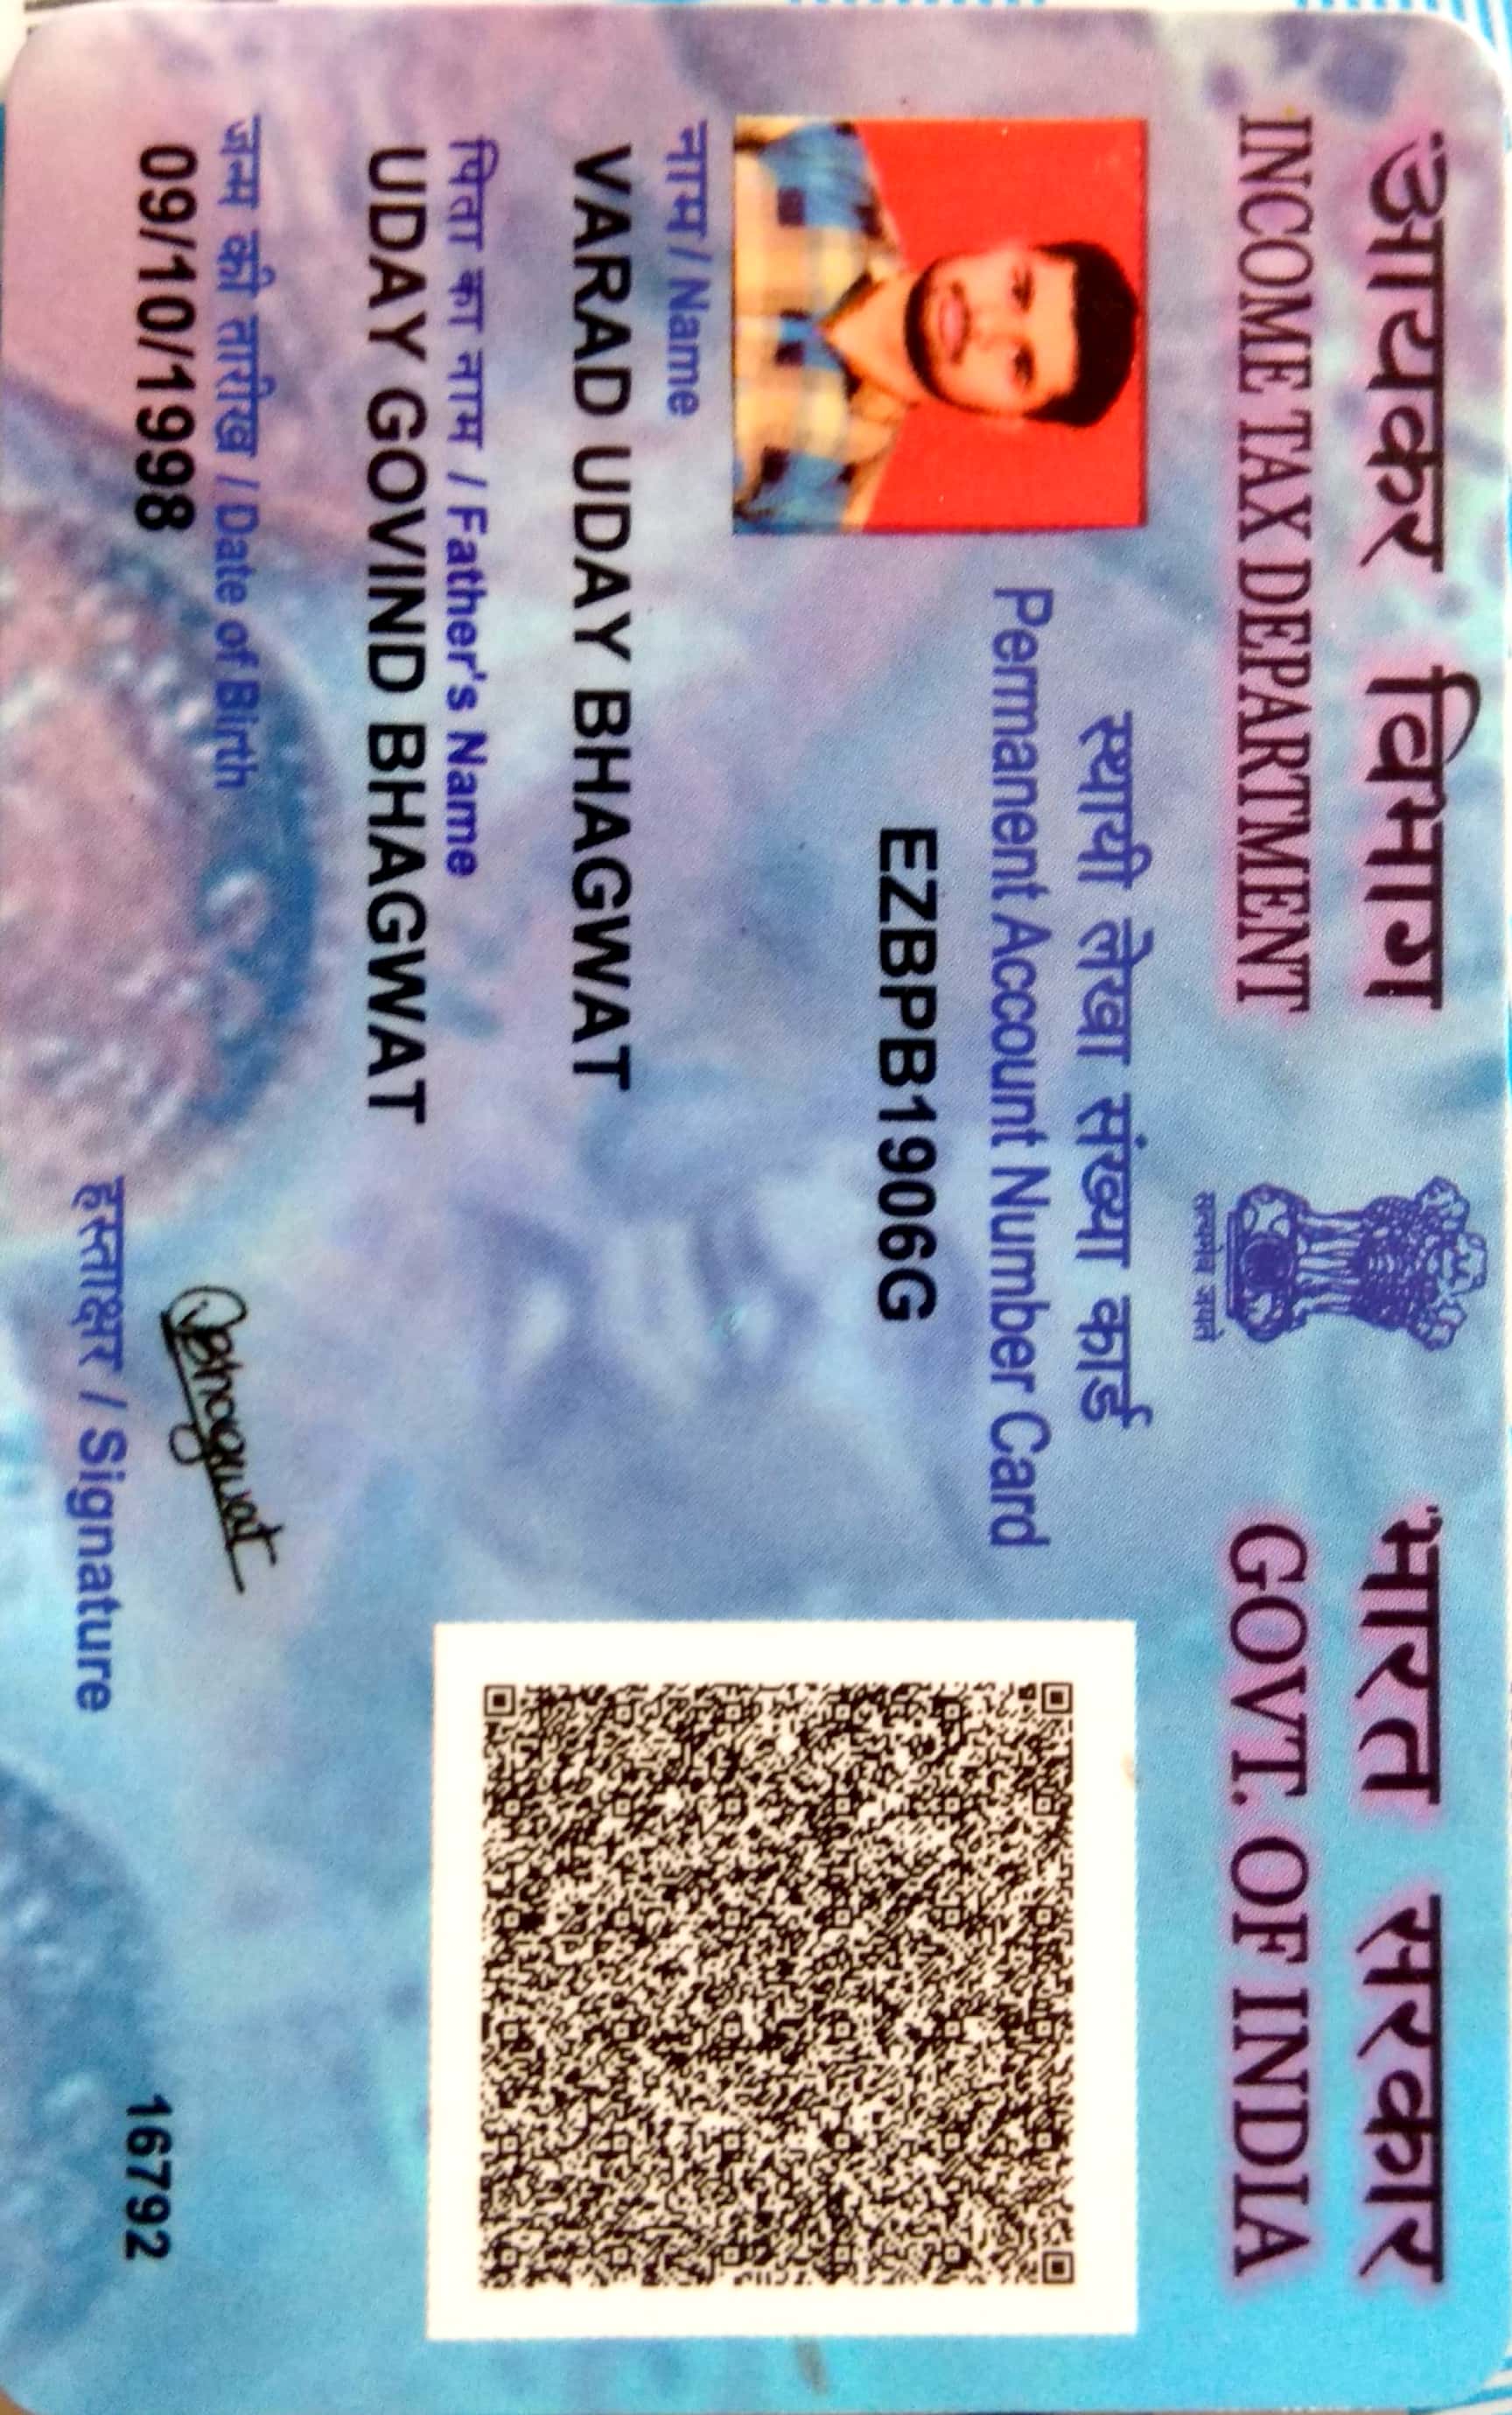 आयकर विभाग
INCOME TAX DEPARTMENT
सत्यमेव जयते
भारत सरकार
GOVT. OF INDIA
स्थायी लेखा संख्या कार्ड
Permanent Account Number Card
EZBPB1906G
नाम / Name
VARAD UDAY BHAGWAT
पिता का नाम / Father's Name
UDAY GOVIND BHAGWAT
जन्म की तारीख / Date of Birth
09/10/1998
Bhagwat
हस्ताक्षर / Signature
16792